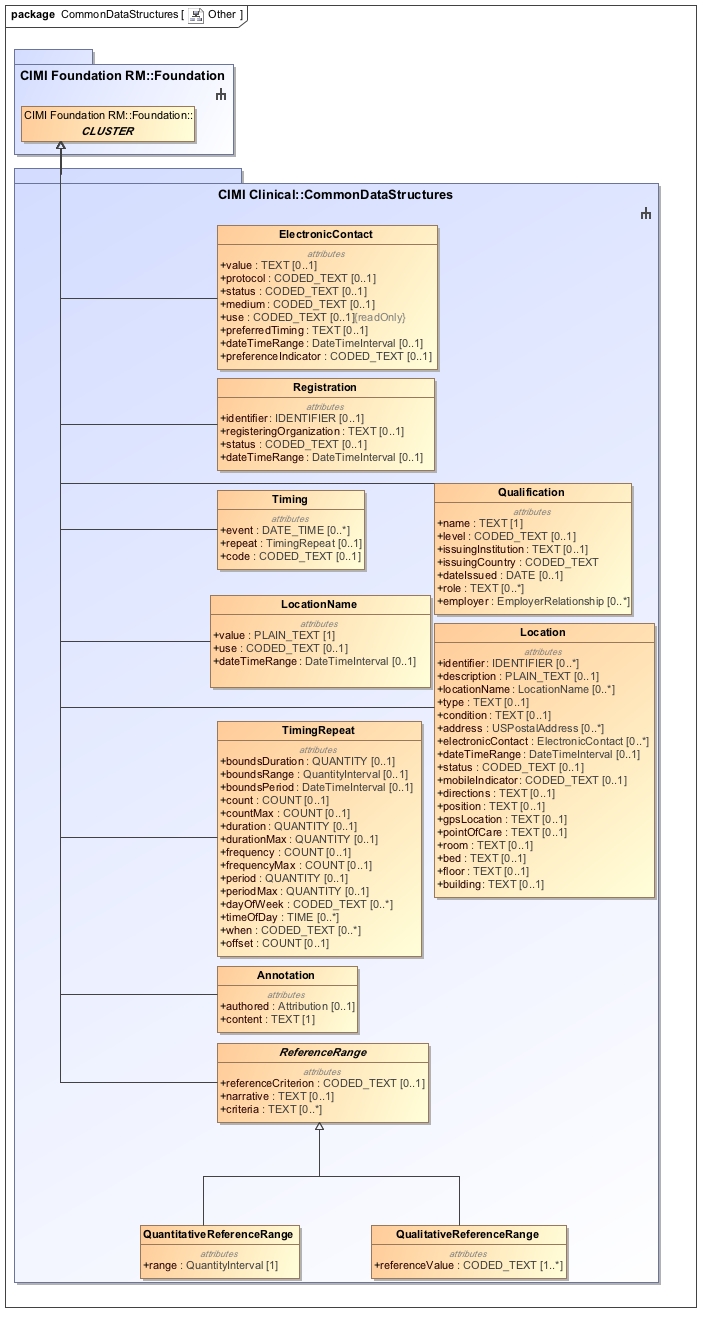 package CommonDataStructures [ Other ]
CIMI Foundation RM::Foundation
CIMI Foundation RM::Foundation::
CLUSTER
CIMI Clinical::CommonDataStructures
ElectronicContact
attributes
+value : TEXT [0..1]
+protocol : CODED_TEXT [0..1]
+status : CODED_TEXT [0..1]
+medium : CODED_TEXT [0..1]
+use : CODED_TEXT [0..1]{readOnly}
+preferredTiming : TEXT [0..1]
+dateTimeRange : DateTimeInterval [0..1]
+preferenceIndicator : CODED_TEXT [0..1]
Registration
attributes
+identifier : IDENTIFIER [0..1]
+registeringOrganization : TEXT [0..1]
+status : CODED_TEXT [0..1]
+dateTimeRange : DateTimeInterval [0..1]
Timing
attributes
+event : DATE_TIME [0..*]
+repeat : TimingRepeat [0..1]
+code : CODED_TEXT [0..1]
Qualification
attributes
+name : TEXT [1]
+level : CODED_TEXT [0..1]
+issuingInstitution : TEXT [0..1]
+issuingCountry : CODED_TEXT
+dateIssued : DATE [0..1]
+role : TEXT [0..*]
+employer : EmployerRelationship [0..*]
LocationName
attributes
+value : PLAIN_TEXT [1]
+use : CODED_TEXT [0..1]
+dateTimeRange : DateTimeInterval [0..1]
Location
attributes
+identifier : IDENTIFIER [0..*]
+description : PLAIN_TEXT [0..1]
+locationName : LocationName [0..*]
+type : TEXT [0..1]
+condition : TEXT [0..1]
+address : USPostalAddress [0..*]
+electronicContact : ElectronicContact [0..*]
+dateTimeRange : DateTimeInterval [0..1]
+status : CODED_TEXT [0..1]
+mobileIndicator : CODED_TEXT [0..1]
+directions : TEXT [0..1]
+position : TEXT [0..1]
+gpsLocation : TEXT [0..1]
+pointOfCare : TEXT [0..1]
+room : TEXT [0..1]
+bed : TEXT [0..1]
+floor : TEXT [0..1]
+building : TEXT [0..1]
TimingRepeat
attributes
+boundsDuration : QUANTITY [0..1]
+boundsRange : QuantityInterval [0..1]
+boundsPeriod : DateTimeInterval [0..1]
+count : COUNT [0..1]
+countMax : COUNT [0..1]
+duration : QUANTITY [0..1]
+durationMax : QUANTITY [0..1]
+frequency : COUNT [0..1]
+frequencyMax : COUNT [0..1]
+period : QUANTITY [0..1]
+periodMax : QUANTITY [0..1]
+dayOfWeek : CODED_TEXT [0..*]
+timeOfDay : TIME [0..*]
+when : CODED_TEXT [0..*]
+offset : COUNT [0..1]
Annotation
attributes
+authored : Attribution [0..1]
+content : TEXT [1]
ReferenceRange
attributes
+referenceCriterion : CODED_TEXT [0..1]
+narrative : TEXT [0..1]
+criteria : TEXT [0..*]
QuantitativeReferenceRange
attributes
+range : QuantityInterval [1]
QualitativeReferenceRange
attributes
+referenceValue : CODED_TEXT [1..*]